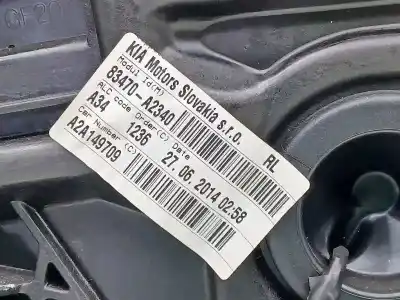 KIA Motors Slovakia s.r.o.
Modul Id(M) RL
83470-A2340
ALC code Order(C) Date
A34 1236 27.06.2014 02:58
Car Number (C)
A2A149709